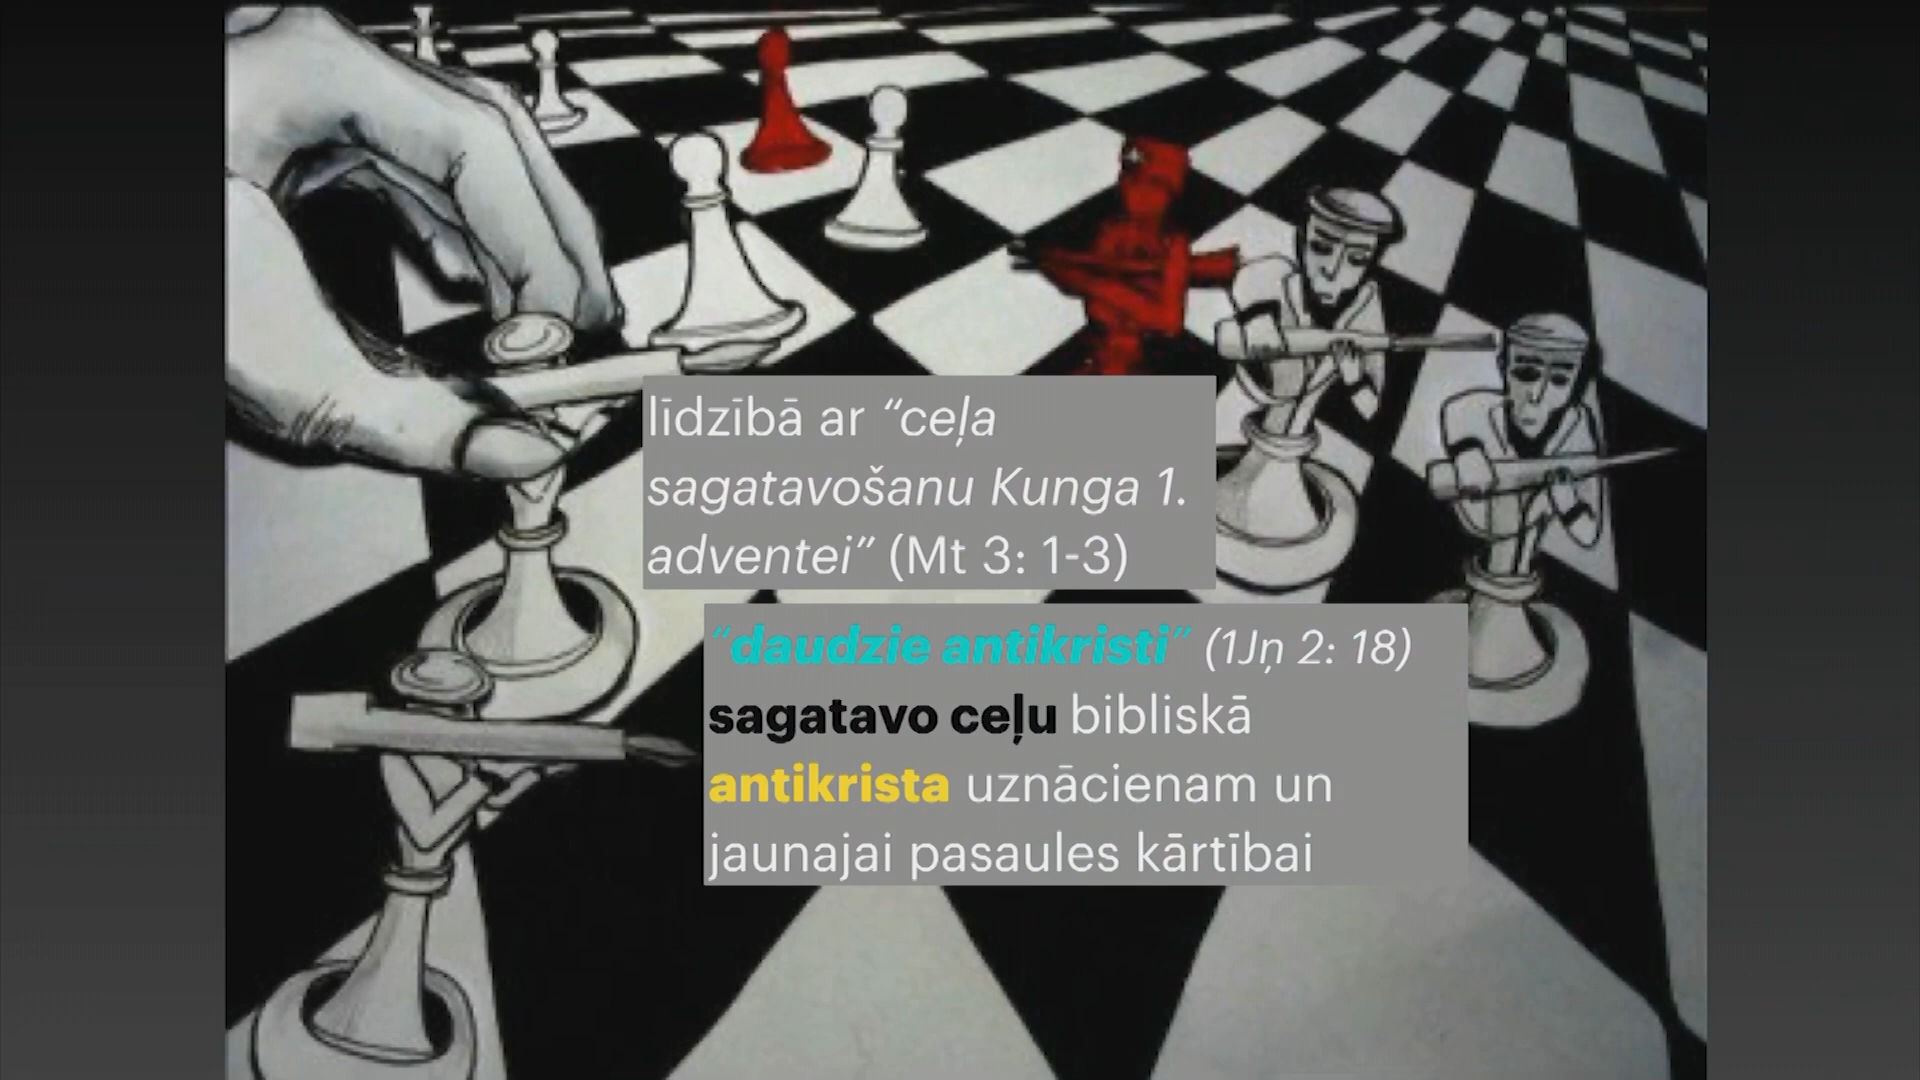 līdzībā ar “ceļa
sagatavošanu Kunga 1.
adventei” (Mt 3: 1-3)
“daudzie antikristi” (1Jņ 2: 18)
sagatavo ceļu bibliskā
antikrista uznācienam un
jaunajai pasaules kārtībai